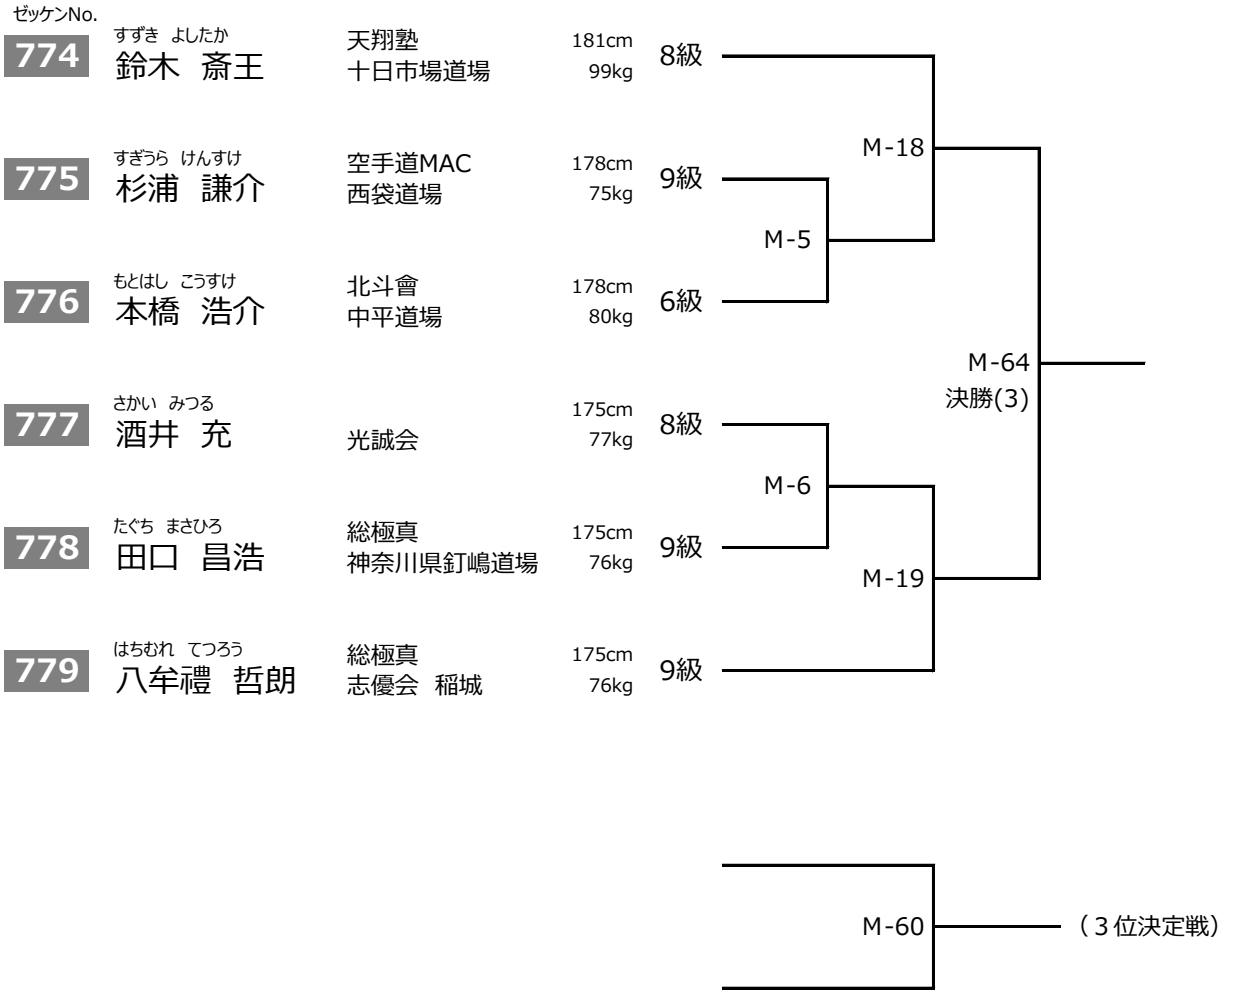 ゼッケンNo.
774
すずき よしたか
鈴木 斎王
天翔塾
十日市場道場
181cm
99kg
8級
M-18
775
すぎうら けんすけ
杉浦 謙介
空手道MAC
西袋道場
178cm
75kg
9級
M-5
776
もとはし こうすけ
本橋 浩介
北斗會
中平道場
178cm
80kg
6級
M-64
決勝(3)
777
さかい みつる
酒井 充
光誠会
175cm
77kg
8級
M-6
778
たぐち まさひろ
田口 昌浩
総極真
神奈川県釘嶋道場
175cm
76kg
9級
M-19
779
はちむれ てつろう
八牟禮 哲朗
総極真
志優会 稲城
175cm
76kg
9級
M-60
(3位決定戦)